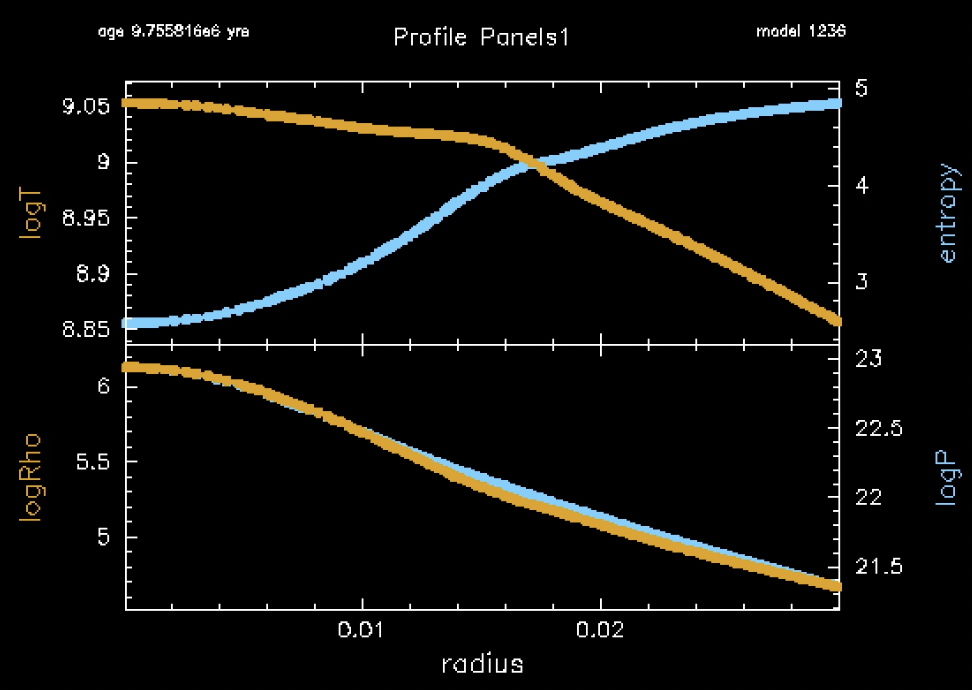 age 9.755816e6 yrs
Profile Panels1
model 1236
9.05
9
8.95
8.9
8.85
logT
5
4
3
entropy
6
5.5
5
logRho
23
22.5
22
21.5
logP
0.01
0.02
radius